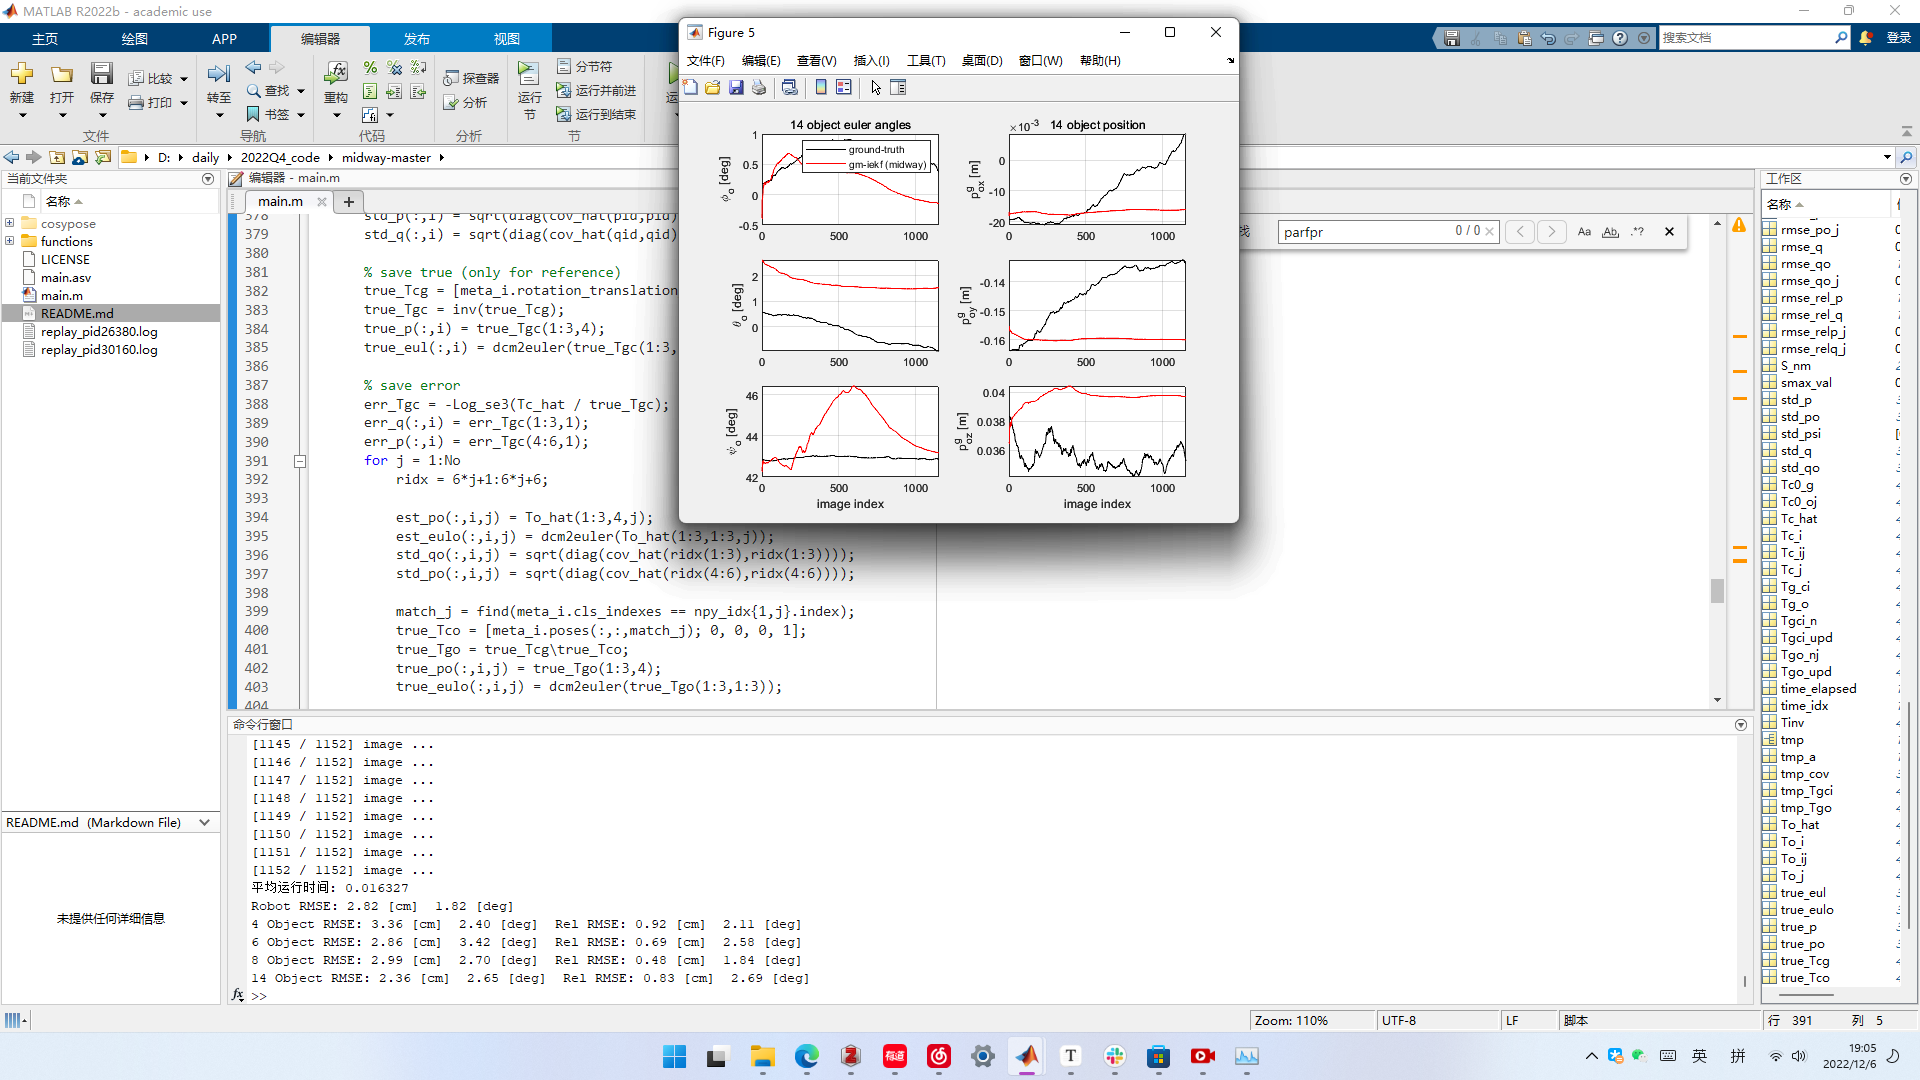 MATLAB R2022b - academic use
主页 绘图 APP 编辑器 发布 视图
搜索文档 登录
新建 打开 保存 比较 打印
文件
转至 查找 书签
导航
重构
代码
探查器
分析
分析
运行节
分节符
运行并前进
运行到结束
节
D: daily 2022Q4_code midway-master
当前文件夹
名称
cosypose
functions
LICENSE
main.asv
main.m
README.md
replay_pid26380.log
replay_pid30160.log
README.md (Markdown File)
未提供任何详细信息
编辑器 - main.m
main.m
378 std_p(:,i) = sqrt(diag(cov_hat(pid,pid)
379 std_q(:,i) = sqrt(diag(cov_hat(qid,qid)
380
381 % save true (only for reference)
382 true_Tcg = [meta_i.rotation_translation
383 true_Tgc = inv(true_Tcg);
384 true_p(:,i) = true_Tgc(1:3,4);
385 true_eul(:,i) = dcm2euler(true_Tgc(1:3,
386
387 % save error
388 err_Tgc = -Log_se3(Tc_hat / true_Tgc);
389 err_q(:,i) = err_Tgc(1:3,1);
390 err_p(:,i) = err_Tgc(4:6,1);
391 for j = 1:No
392 ridx = 6*j+1:6*j+6;
393
394 est_po(:,i,j) = To_hat(1:3,4,j);
395 est_eulo(:,i,j) = dcm2euler(To_hat(1:3,1:3,j));
396 std_qo(:,i,j) = sqrt(diag(cov_hat(ridx(1:3),ridx(1:3))));
397 std_po(:,i,j) = sqrt(diag(cov_hat(ridx(4:6),ridx(4:6))));
398
399 match_j = find(meta_i.cls_indexes == npy_idx{1,j}.index);
400 true_Tco = [meta_i.poses(:,:,match_j); 0, 0, 0, 1];
401 true_Tgo = true_Tcg\true_Tco;
402 true_po(:,i,j) = true_Tgo(1:3,4);
403 true_eulo(:,i,j) = dcm2euler(true_Tgo(1:3,1:3));
404
parfpr 0 / 0 Aa Ab, .*?
Figure 5
文件(F) 编辑(E) 查看(V) 插入(I) 工具(T) 桌面(D) 窗口(W) 帮助(H)
14 object euler angles
ground-truth
gm-iekf (midway)
ϕo [deg]
1
0.5
0
-0.5
0 500 1000
θo [deg]
2
1
0
0 500 1000
ψo [deg]
46
44
42
0 500 1000
image index
×10-3 14 object position
pgox [m]
0
-10
-20
0 500 1000
pgoy [m]
-0.14
-0.15
-0.16
0 500 1000
pgoz [m]
0.04
0.038
0.036
0 500 1000
image index
命令行窗口
[1145 / 1152] image ...
[1146 / 1152] image ...
[1147 / 1152] image ...
[1148 / 1152] image ...
[1149 / 1152] image ...
[1150 / 1152] image ...
[1151 / 1152] image ...
[1152 / 1152] image ...
平均运行时间: 0.016327
Robot RMSE: 2.82 [cm] 1.82 [deg]
4 Object RMSE: 3.36 [cm] 2.40 [deg] Rel RMSE: 0.92 [cm] 2.11 [deg]
6 Object RMSE: 2.86 [cm] 3.42 [deg] Rel RMSE: 0.69 [cm] 2.58 [deg]
8 Object RMSE: 2.99 [cm] 2.70 [deg] Rel RMSE: 0.48 [cm] 1.84 [deg]
14 Object RMSE: 2.36 [cm] 2.65 [deg] Rel RMSE: 0.83 [cm] 2.69 [deg]
fx >>
工作区
名称
rmse_po_j
rmse_q
rmse_qo
rmse_qo_j
rmse_rel_p
rmse_rel_q
rmse_relp_j
rmse_relq_j
S_nm
smax_val
std_p
std_po
std_psi
std_q
std_qo
Tc0_g
Tc0_oj
Tc_hat
Tc_i
Tc_ij
Tc_j
Tg_ci
Tg_o
Tgci_n
Tgci_upd
Tgo_nj
Tgo_upd
time_elapsed
time_idx
Tinv
tmp
tmp_a
tmp_cov
tmp_Tgci
tmp_Tgo
To_hat
To_i
To_ij
To_j
true_eul
true_eulo
true_p
true_po
true_Tcg
true_Tco
Zoom: 110% UTF-8 LF 脚本 行 391 列 5
有道 T 英 拼
19:05
2022/12/6